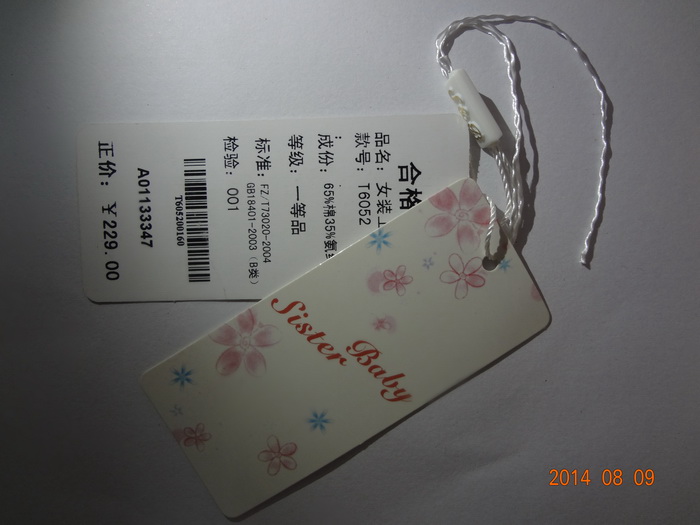 合格
品名：女装
款号：T6052
成份：65%棉35%氨
：
等级：一等品
标准：FZ/T73020-2004
GB18401-2003（B类）
检验：001
T605200160
A01133347
正价：￥229.00
Sister Baby
2014 08 09